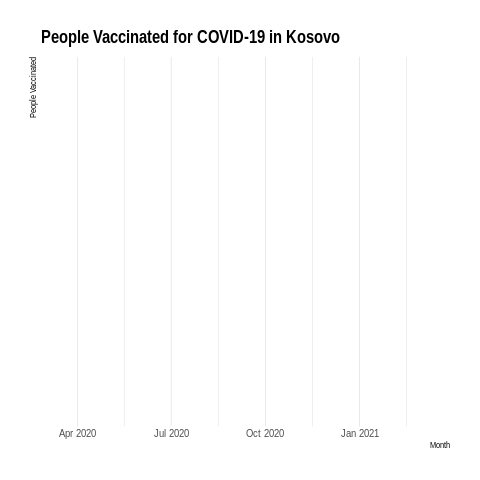 People Vaccinated for COVID-19 in Kosovo
People Vaccinated
Apr 2020
Jul 2020
Oct 2020
Jan 2021
Month